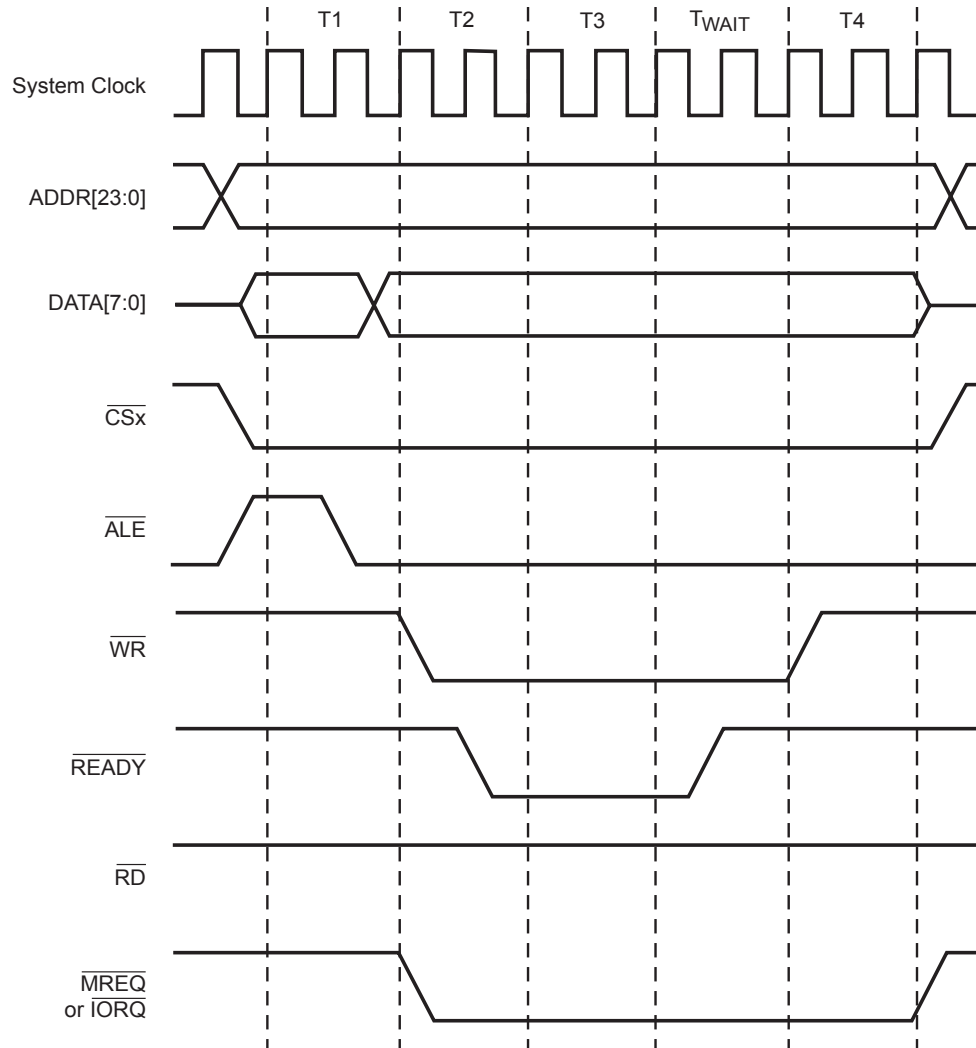 T1 T2 T3 TWAIT T4
System Clock
ADDR[23:0]
DATA[7:0]
CSx
ALE
WR
READY
RD
MREQ
or IORQ